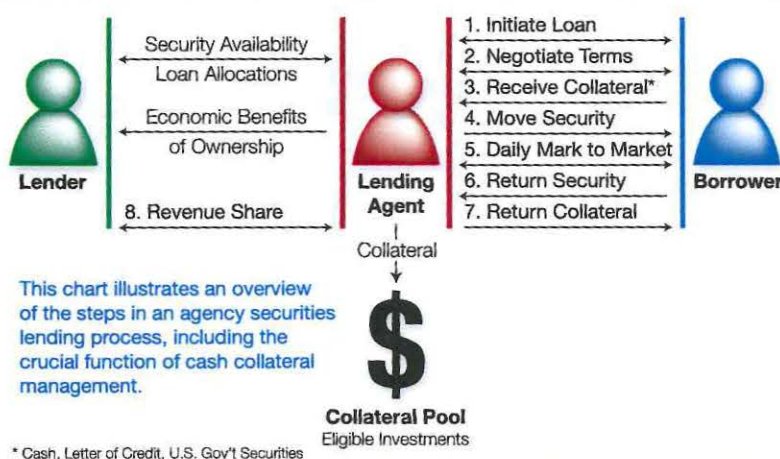 Security Availability
Loan Allocations
Economic Benefits
of Ownership
Lender
8. Revenue Share
Lending
Agent
1. Initiate Loan
2. Negotiate Terms
3. Receive Collateral*
4. Move Security
5. Daily Mark to Market
6. Return Security
7. Return Collateral
Borrower
Collateral
This chart illustrates an overview
of the steps in an agency securities
lending process, including the
crucial function of cash collateral
management.
$
Collateral Pool
Eligible Investments
* Cash, Letter of Credit, U.S. Gov't Securities